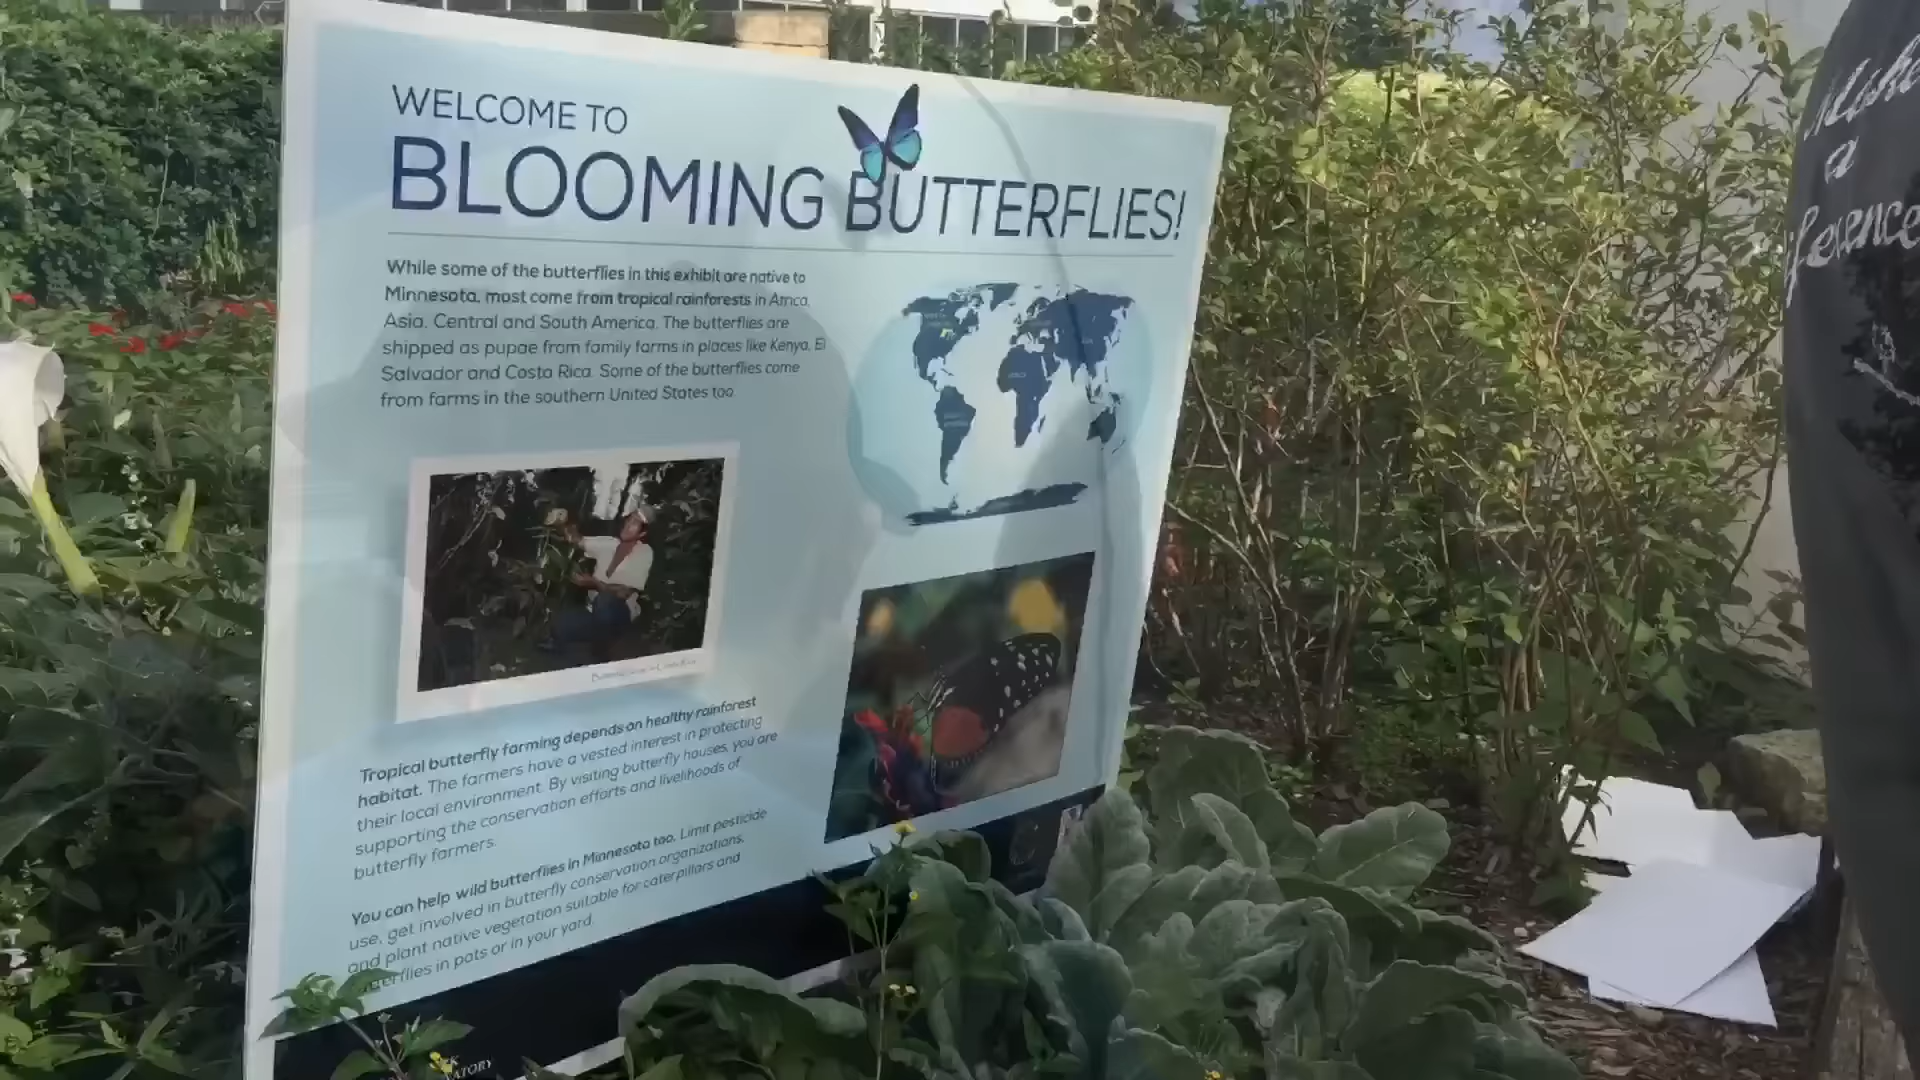 WELCOME TO
BLOOMING BUTTERFLIES!
While some of the butterflies in this exhibit are native to
Minnesota, most come from tropical rainforests in Africa,
Asia, Central and South America. The butterflies are
shipped as pupae from family farms in places like Kenya, El
Salvador and Costa Rica. Some of the butterflies come
from farms in the southern United States too.
Tropical butterfly farming depends on healthy rainforest
habitat. The farmers have a vested interest in protecting
their local environment. By visiting butterfly houses, you are
supporting the conservation efforts and livelihoods of
butterfly farmers.
You can help wild butterflies in Minnesota too. Limit pesticide
use, get involved in butterfly conservation organizations,
and plant native vegetation suitable for caterpillars and
butterflies in pots or in your yard.
Make
a